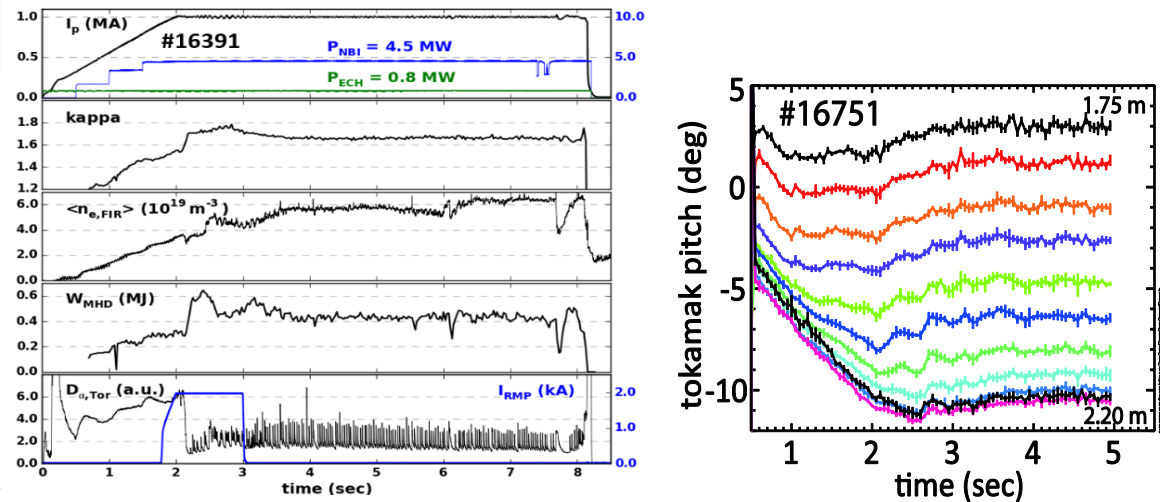 1.0
0.5
0.0
I_p (MA)
#16391
P_NBI = 4.5 MW
P_ECH = 0.8 MW
10.0
5.0
0.0
kappa
1.8
1.6
1.4
1.2
<n_e,FIR> (10^19 m^-3)
6.0
4.0
2.0
0.0
W_MHD (MJ)
0.6
0.4
0.2
0.0
D_α,Tor (a.u.)
I_RMP (kA)
6.0
4.0
2.0
0.0
2.0
1.0
0.0
0 1 2 3 4 5 6 7 8
time (sec)
#16751
1.75 m
2.20 m
tokamak pitch (deg)
5
0
-5
-10
1 2 3 4 5
time (sec)